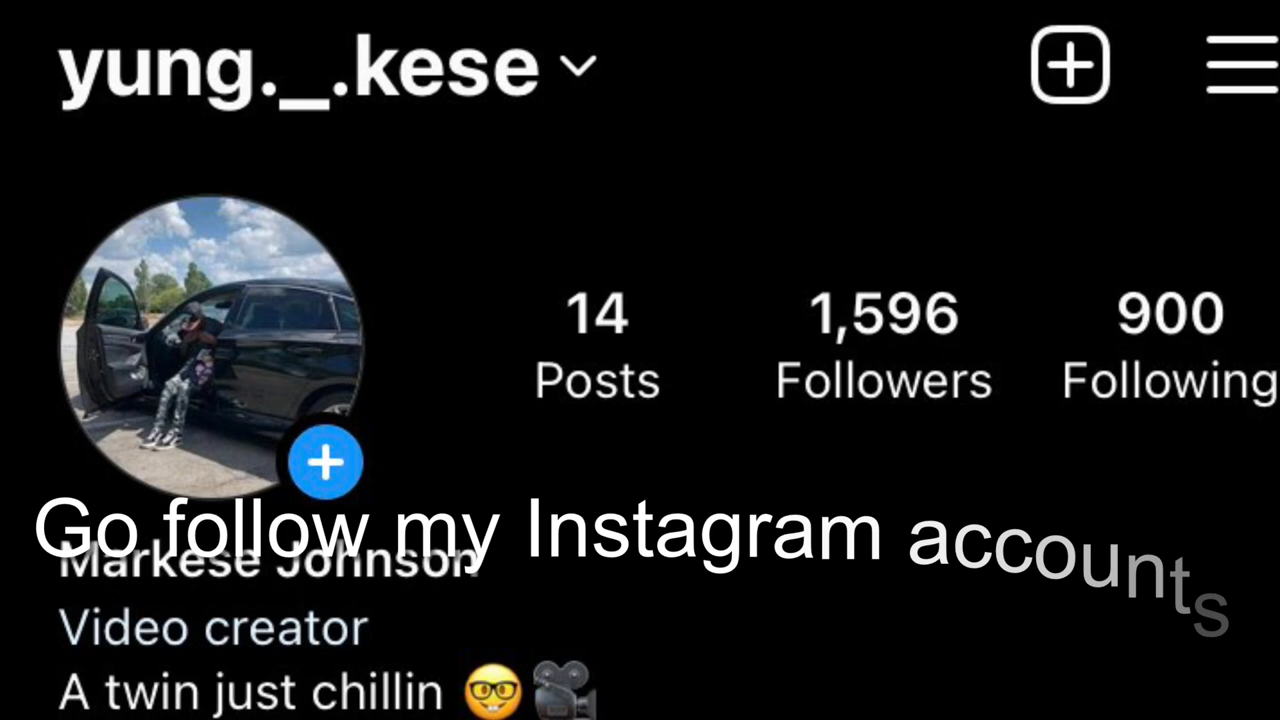 yung._.kese
14 1,596 900
Posts Followers Following
Go follow my Instagram accounts
Markese Johnson
Video creator
A twin just chillin 🤓 🎥